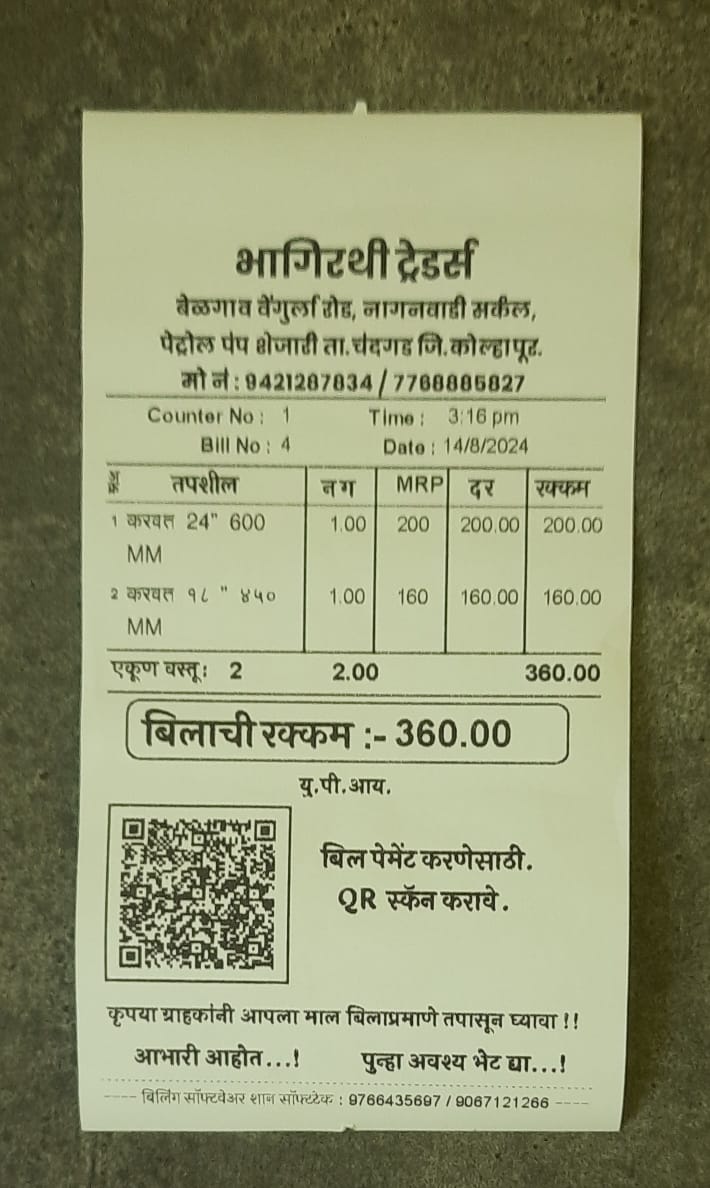 भागिरथी ट्रेडर्स
बेळगाव वेंगुर्ला रोड, नागनवाडी सर्कल,
पेट्रोल पंप शेजारी ता.चंदगड जि.कोल्हापूर.
मो नं : 9421287834 / 7768885827
Counter No : 1 Time : 3:16 pm
Bill No : 4 Date : 14/8/2024
तपशील नग MRP दर रक्कम
1 करवत 24" 600 1.00 200 200.00 200.00
MM
2 करवत १८ " ४५० 1.00 160 160.00 160.00
MM
एकूण वस्तू: 2 2.00 360.00
बिलाची रक्कम :- 360.00
यु.पी.आय.
बिल पेमेंट करणेसाठी.
QR स्कॅन करावे.
कृपया ग्राहकांनी आपला माल बिलाप्रमाणे तपासून घ्यावा !!
आभारी आहोत...! पुन्हा अवश्य भेट द्या...!
---- बिलिंग सॉफ्टवेअर शान सॉफ्टटेक : 9766435697 / 9067121266 ----